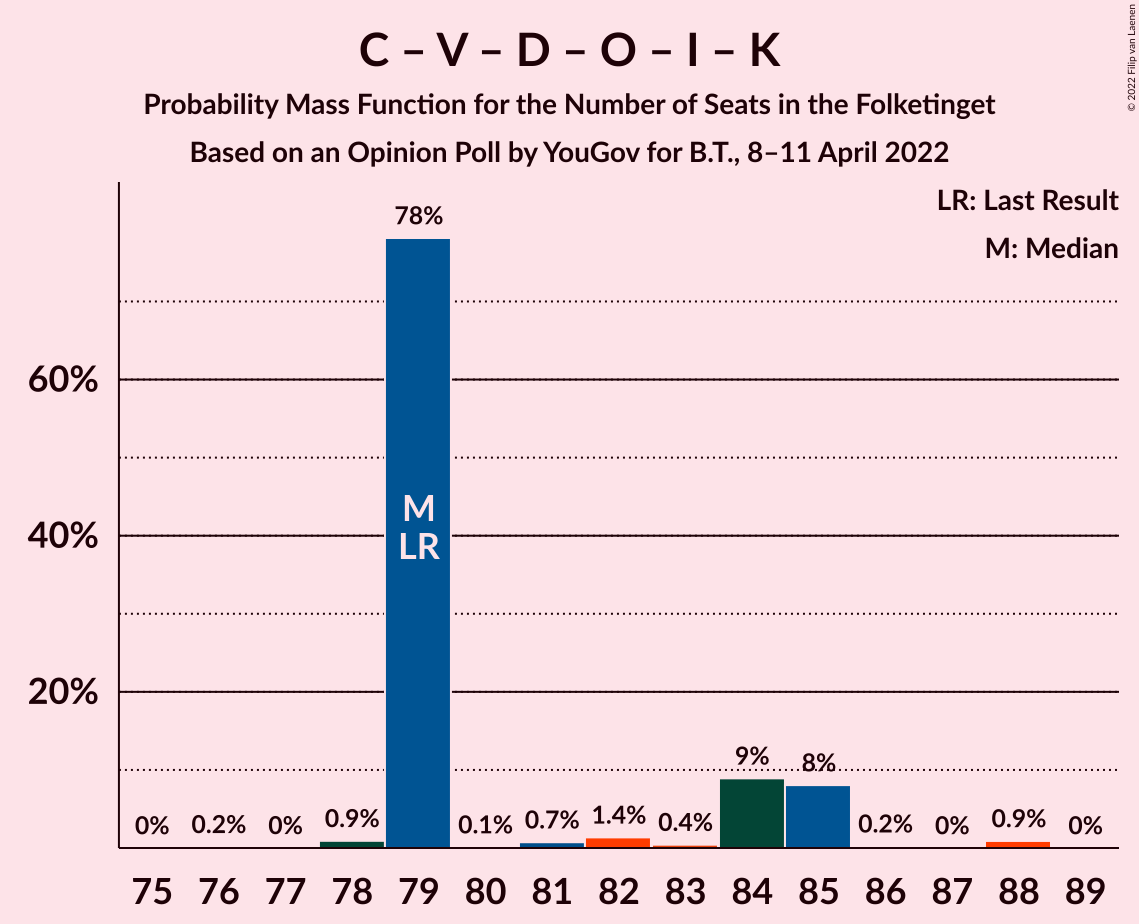 C – V – D – O – I – K
Probability Mass Function for the Number of Seats in the Folketinget
Based on an Opinion Poll by YouGov for B.T., 8–11 April 2022
© 2022 Filip van Laenen
LR: Last Result
M: Median
60%
40%
20%
0%
0.2%
0%
0.9%
78%
0.1%
0.7%
1.4%
0.4%
9%
8%
0.2%
0%
0.9%
0%
M
LR
75 76 77 78 79 80 81 82 83 84 85 86 87 88 89